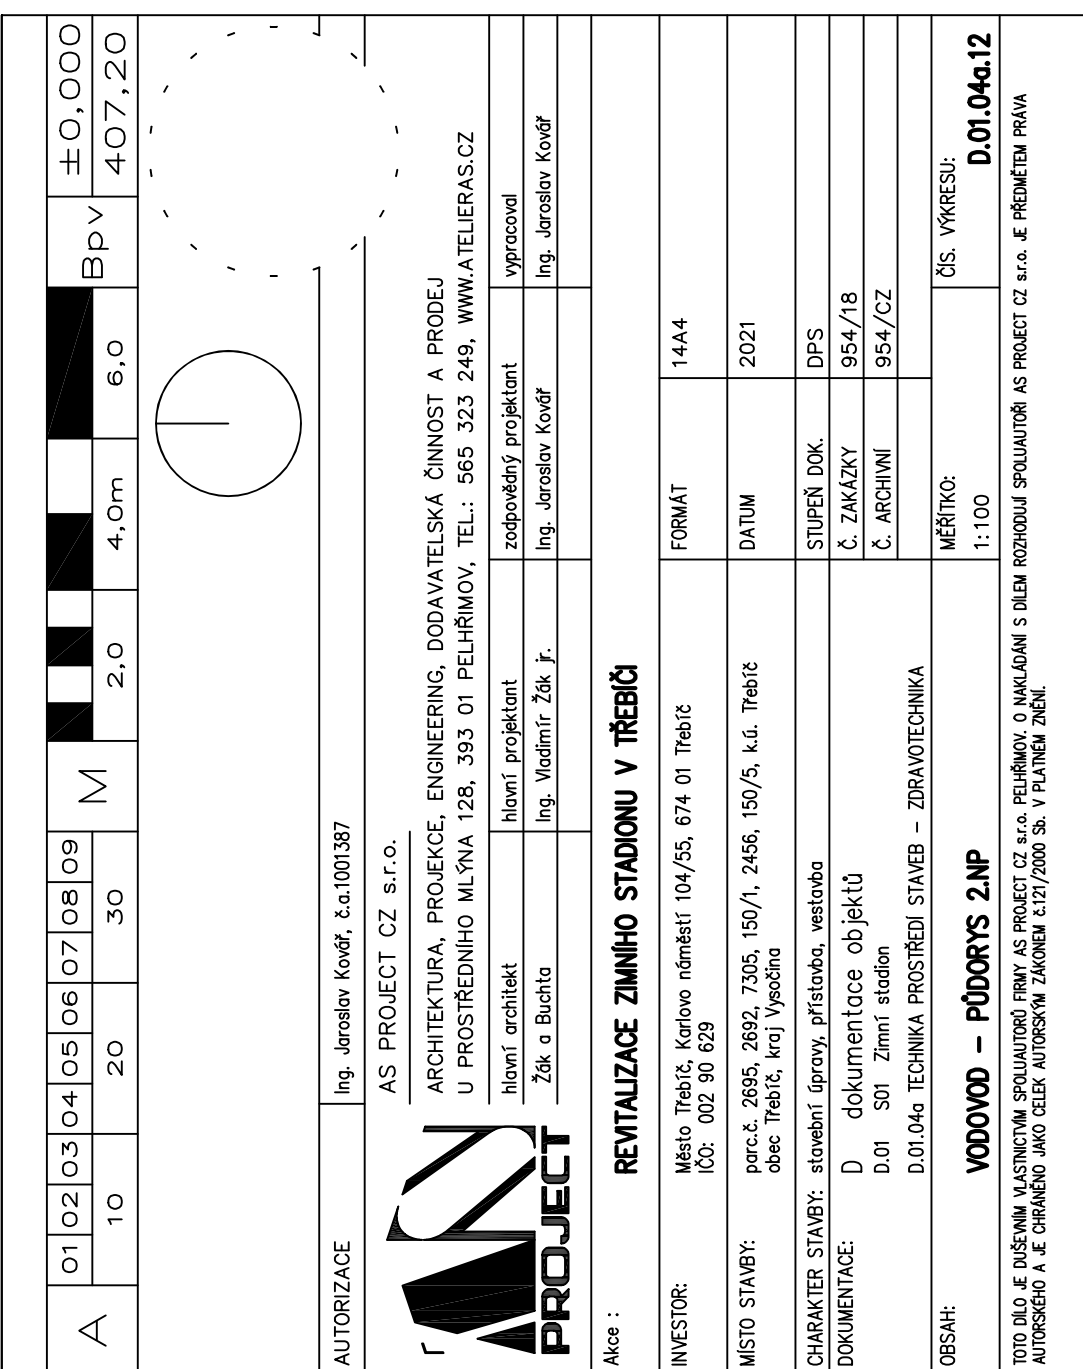 A 01 02 03 04 05 06 07 08 09 M Bpv ±0,000
10 20 30 2,0 4,0m 6,0 407,20
AUTORIZACE Ing. Jaroslav Kovář, č.a.1001387
PROJECT
AS PROJECT CZ s.r.o.
ARCHITEKTURA, PROJEKCE, ENGINEERING, DODAVATELSKÁ ČINNOST A PRODEJ
U PROSTŘEDNÍHO MLÝNA 128, 393 01 PELHŘIMOV, TEL.: 565 323 249, WWW.ATELIERAS.CZ
hlavní architekt hlavní projektant zodpovědný projektant vypracoval
Žák a Buchta Ing. Vladimír Žák jr. Ing. Jaroslav Kovář Ing. Jaroslav Kovář
Akce : REVITALIZACE ZIMNÍHO STADIONU V TŘEBÍČI
INVESTOR: Město Třebíč, Karlovo náměstí 104/55, 674 01 Třebíč FORMÁT 14A4
IČO: 002 90 629
MÍSTO STAVBY: parc.č. 2695, 2692, 7305, 150/1, 2456, 150/5, k.ú. Třebíč DATUM 2021
obec Třebíč, kraj Vysočina
CHARAKTER STAVBY: stavební úpravy, přístavba, vestavba STUPEŇ DOK. DPS
DOKUMENTACE: D dokumentace objektů Č. ZAKÁZKY 954/18
D.01 S01 Zimní stadion Č. ARCHIVNÍ 954/CZ
D.01.04a TECHNIKA PROSTŘEDÍ STAVEB – ZDRAVOTECHNIKA
OBSAH: MĚŘÍTKO: ČÍS. VÝKRESU:
VODOVOD – PŮDORYS 2.NP 1:100 D.01.04a.12
TOTO DÍLO JE DUŠEVNÍM VLASTNICTVÍM SPOLUAUTORŮ FIRMY AS PROJECT CZ s.r.o. PELHŘIMOV. O NAKLÁDÁNÍ S DÍLEM ROZHODUJÍ SPOLUAUTOŘI AS PROJECT CZ s.r.o. JE PŘEDMĚTEM PRÁVA
AUTORSKÉHO A JE CHRÁNĚNO JAKO CELEK AUTORSKÝM ZÁKONEM č.121/2000 Sb. V PLATNÉM ZNĚNÍ.